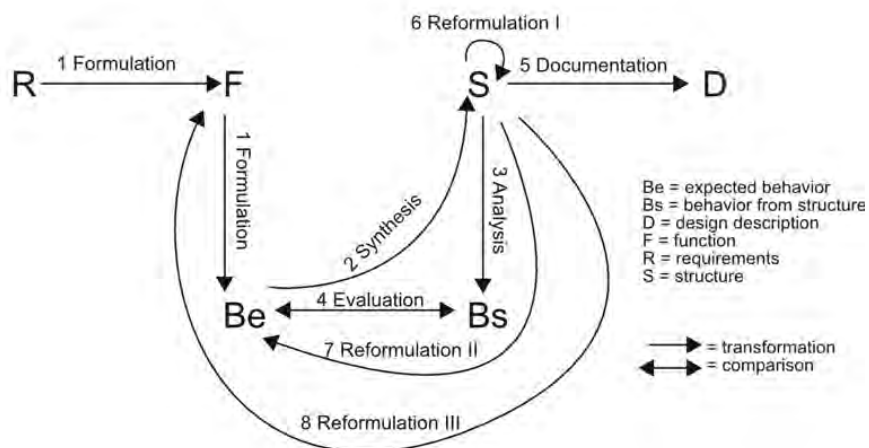 6 Reformulation I
1 Formulation
5 Documentation
R
F
S
D
1 Formulation
2 Synthesis
3 Analysis
Be = expected behavior
Bs = behavior from structure
D = design description
F = function
R = requirements
S = structure
4 Evaluation
Be
Bs
7 Reformulation II
= transformation
= comparison
8 Reformulation III